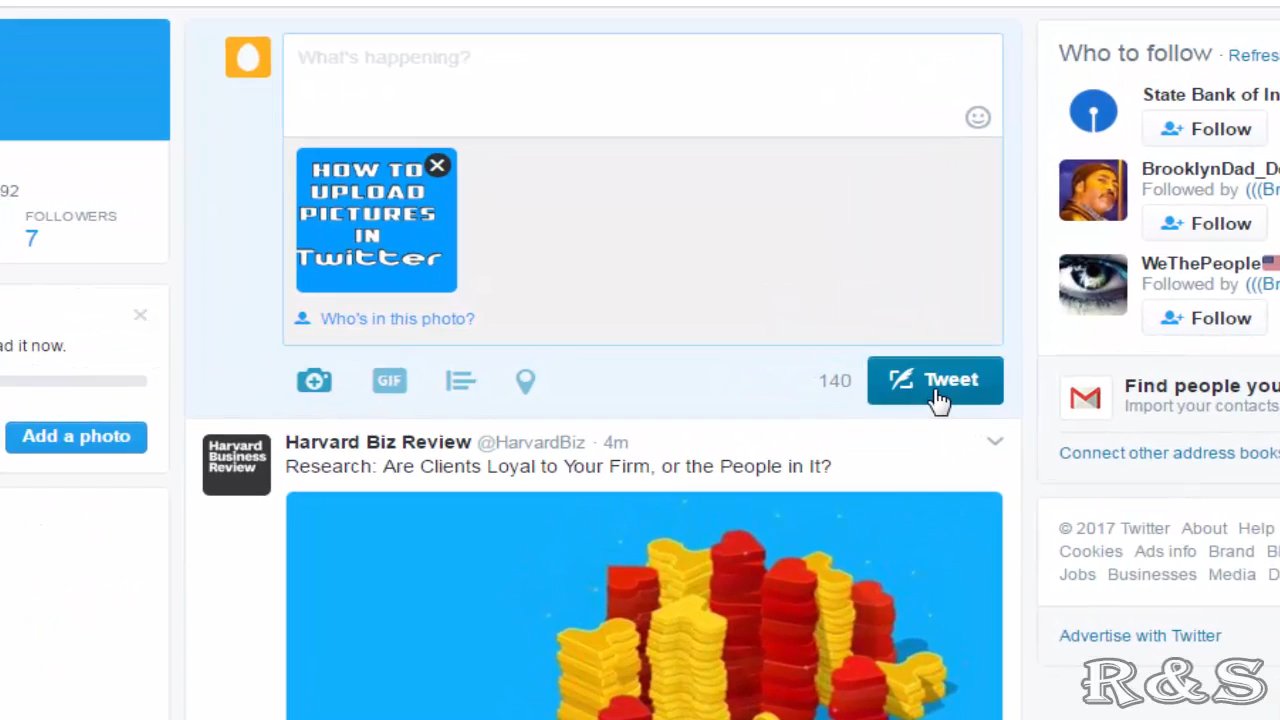 92
FOLLOWERS
7
ad it now.
Add a photo
What's happening?
HOW TO
UPLOAD
PICTURES
IN
Twitter
Who's in this photo?
GIF
140
Tweet
Harvard
Business
Review
Harvard Biz Review @HarvardBiz · 4m
Research: Are Clients Loyal to Your Firm, or the People in It?
Who to follow · Refres
State Bank of In
Follow
BrooklynDad_D
Followed by (((Br
Follow
WeThePeople
Followed by (((Br
Follow
Find people you
Import your contacts
Connect other address books
© 2017 Twitter About Help
Cookies Ads info Brand Bl
Jobs Businesses Media D
Advertise with Twitter
R&S